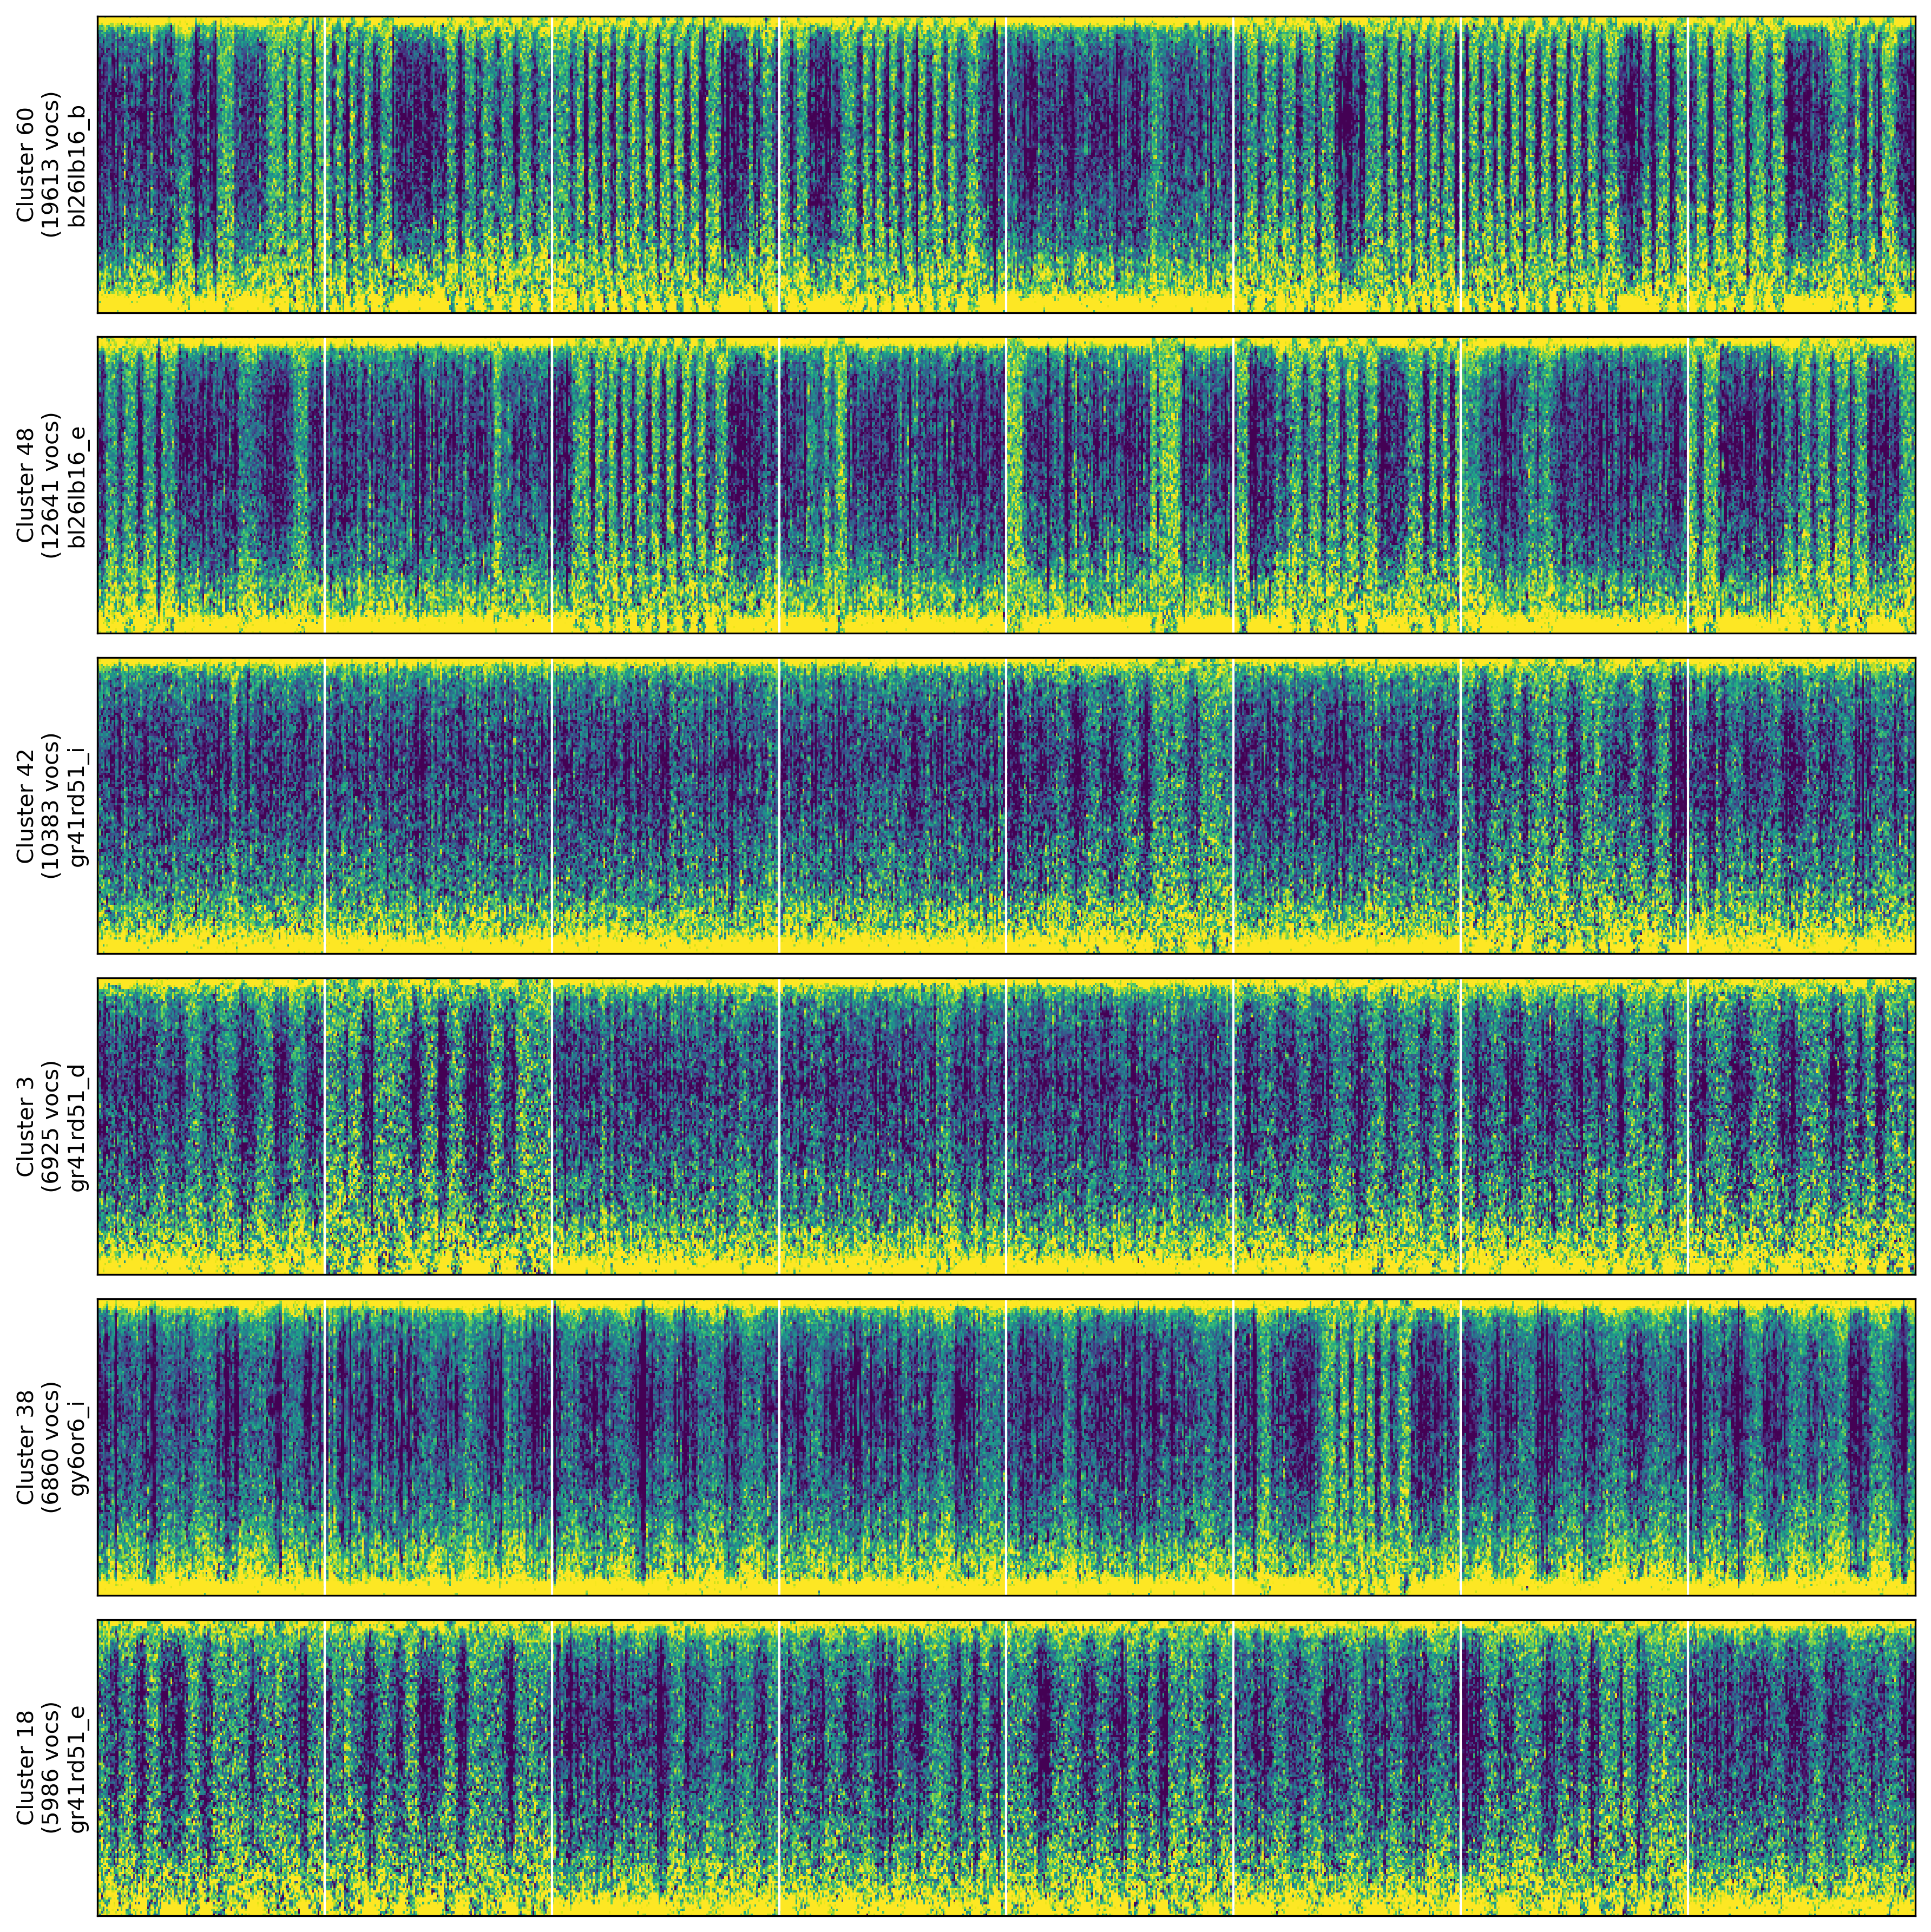 Cluster 60
(19613 vocs)
bl26lb16_b
Cluster 48
(12641 vocs)
bl26lb16_e
Cluster 42
(10383 vocs)
gr41rd51_i
Cluster 3
(6925 vocs)
gr41rd51_d
Cluster 38
(6860 vocs)
gy6or6_i
Cluster 18
(5986 vocs)
gr41rd51_e